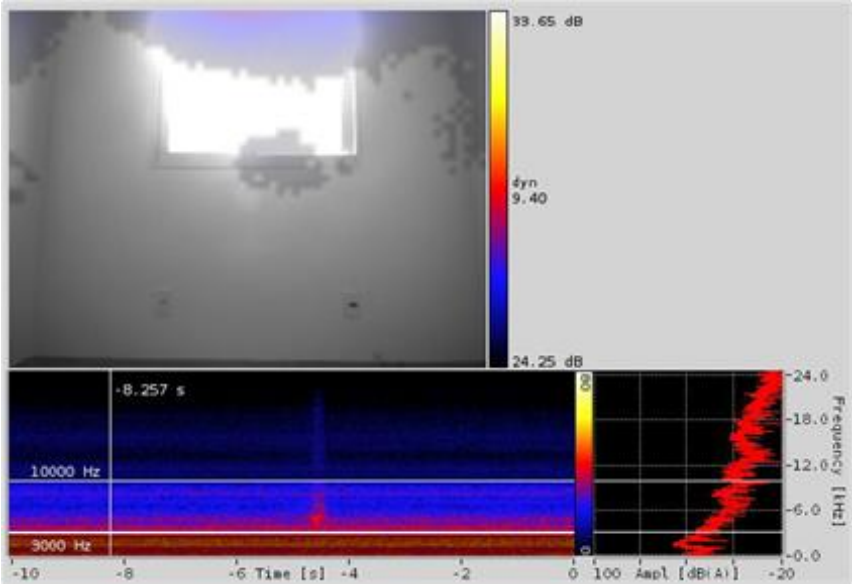 33.65 dB
dyn
9.40
24.25 dB
-8.257 s
10000 Hz
3000 Hz
60
0
-24.0
-18.0
-12.0
-6.0
-0.0
Frequency [kHz]
-10 -8 -6 Time [s] -4 -2 0 100 Ampl [dB(A)] -20